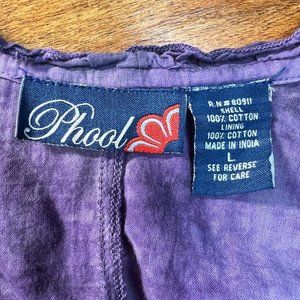 Phool
R.N # 80911
SHELL
100% COTTON
LINING
100% COTTON
MADE IN INDIA
L
SEE REVERSE
FOR CARE